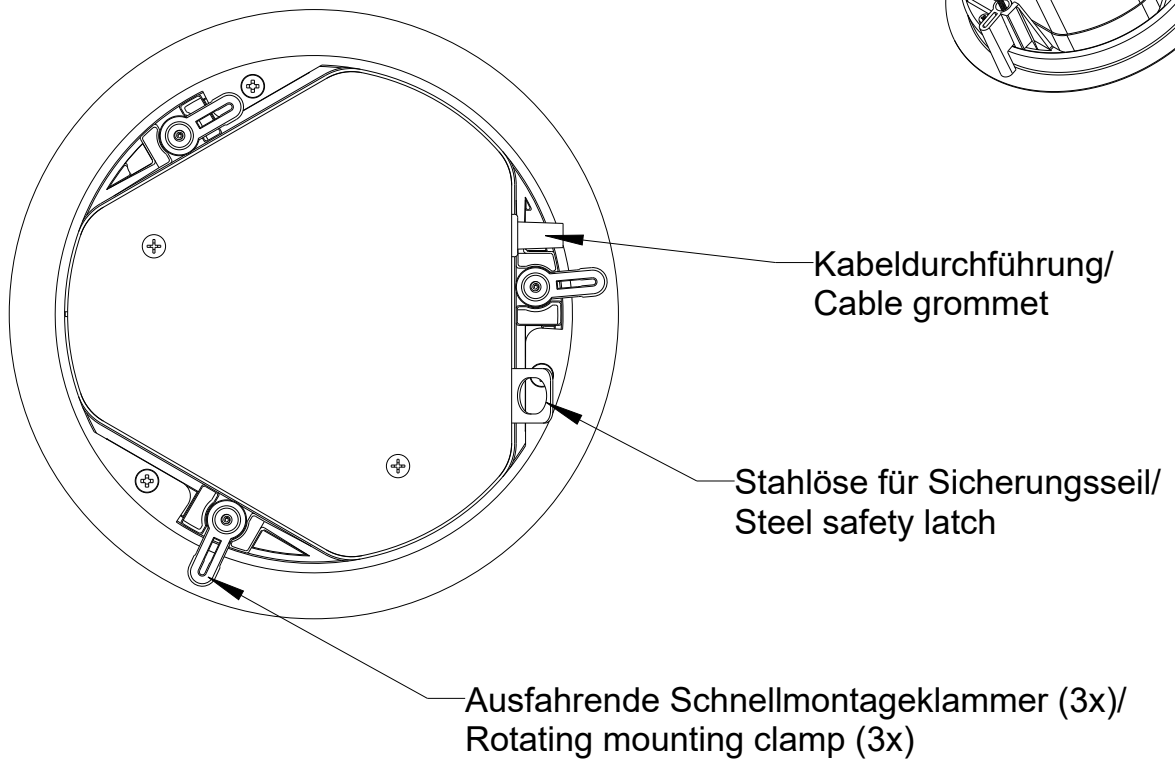 Kabeldurchführung/
Cable grommet
Stahlöse für Sicherungsseil/
Steel safety latch
Ausfahrende Schnellmontageklammer (3x)/
Rotating mounting clamp (3x)